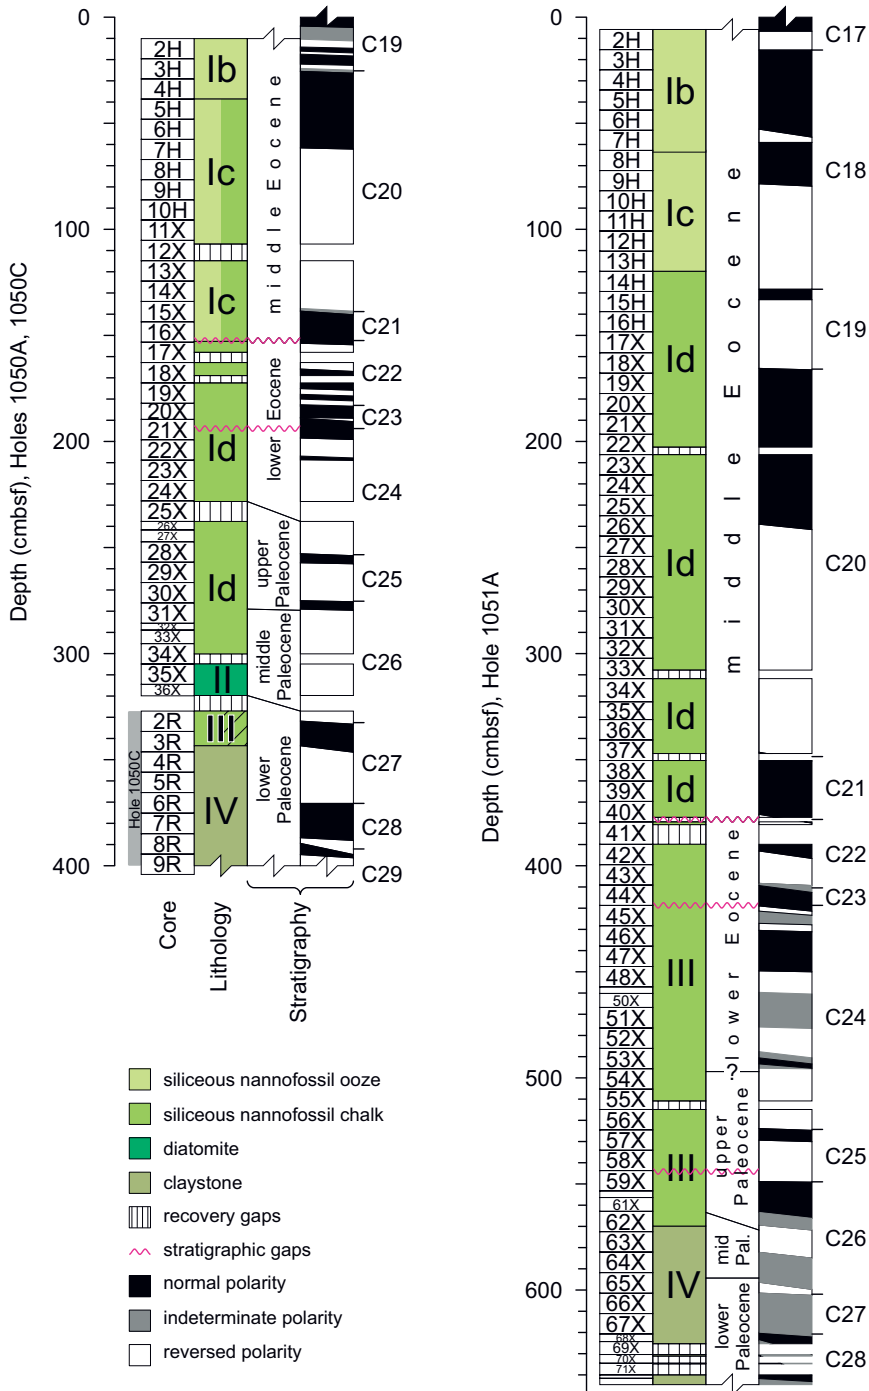 Depth (cmbsf), Holes 1050A, 1050C
0
100
200
300
400
2H
3H
4H
5H
6H
7H
8H
9H
10H
11X
12X
13X
14X
15X
16X
17X
18X
19X
20X
21X
22X
23X
24X
25X
26X
27X
28X
29X
30X
31X
32X
33X
34X
35X
36X
2R
3R
4R
5R
6R
7R
8R
9R
Hole 1050C
Ib
Ic
Ic
Id
Id
II
III
IV
middle Eocene
lower Eocene
upper Paleocene
middle Paleocene
lower Paleocene
C19
C20
C21
C22
C23
C24
C25
C26
C27
C28
C29
Core
Lithology
Stratigraphy
siliceous nannofossil ooze
siliceous nannofossil chalk
diatomite
claystone
recovery gaps
stratigraphic gaps
normal polarity
indeterminate polarity
reversed polarity
Depth (cmbsf), Hole 1051A
0
100
200
300
400
500
600
2H
3H
4H
5H
6H
7H
8H
9H
10H
11H
12H
13H
14H
15H
16H
17X
18X
19X
20X
21X
22X
23X
24X
25X
26X
27X
28X
29X
30X
31X
32X
33X
34X
35X
36X
37X
38X
39X
40X
41X
42X
43X
44X
45X
46X
47X
48X
50X
51X
52X
53X
54X
55X
56X
57X
58X
59X
61X
62X
63X
64X
65X
66X
67X
68X
69X
70X
71X
Ib
Ic
Id
Id
Id
Id
III
III
IV
middle Eocene
lower Eocene
?
upper Paleocene
mid Pal.
lower Paleocene
C17
C18
C19
C20
C21
C22
C23
C24
C25
C26
C27
C28